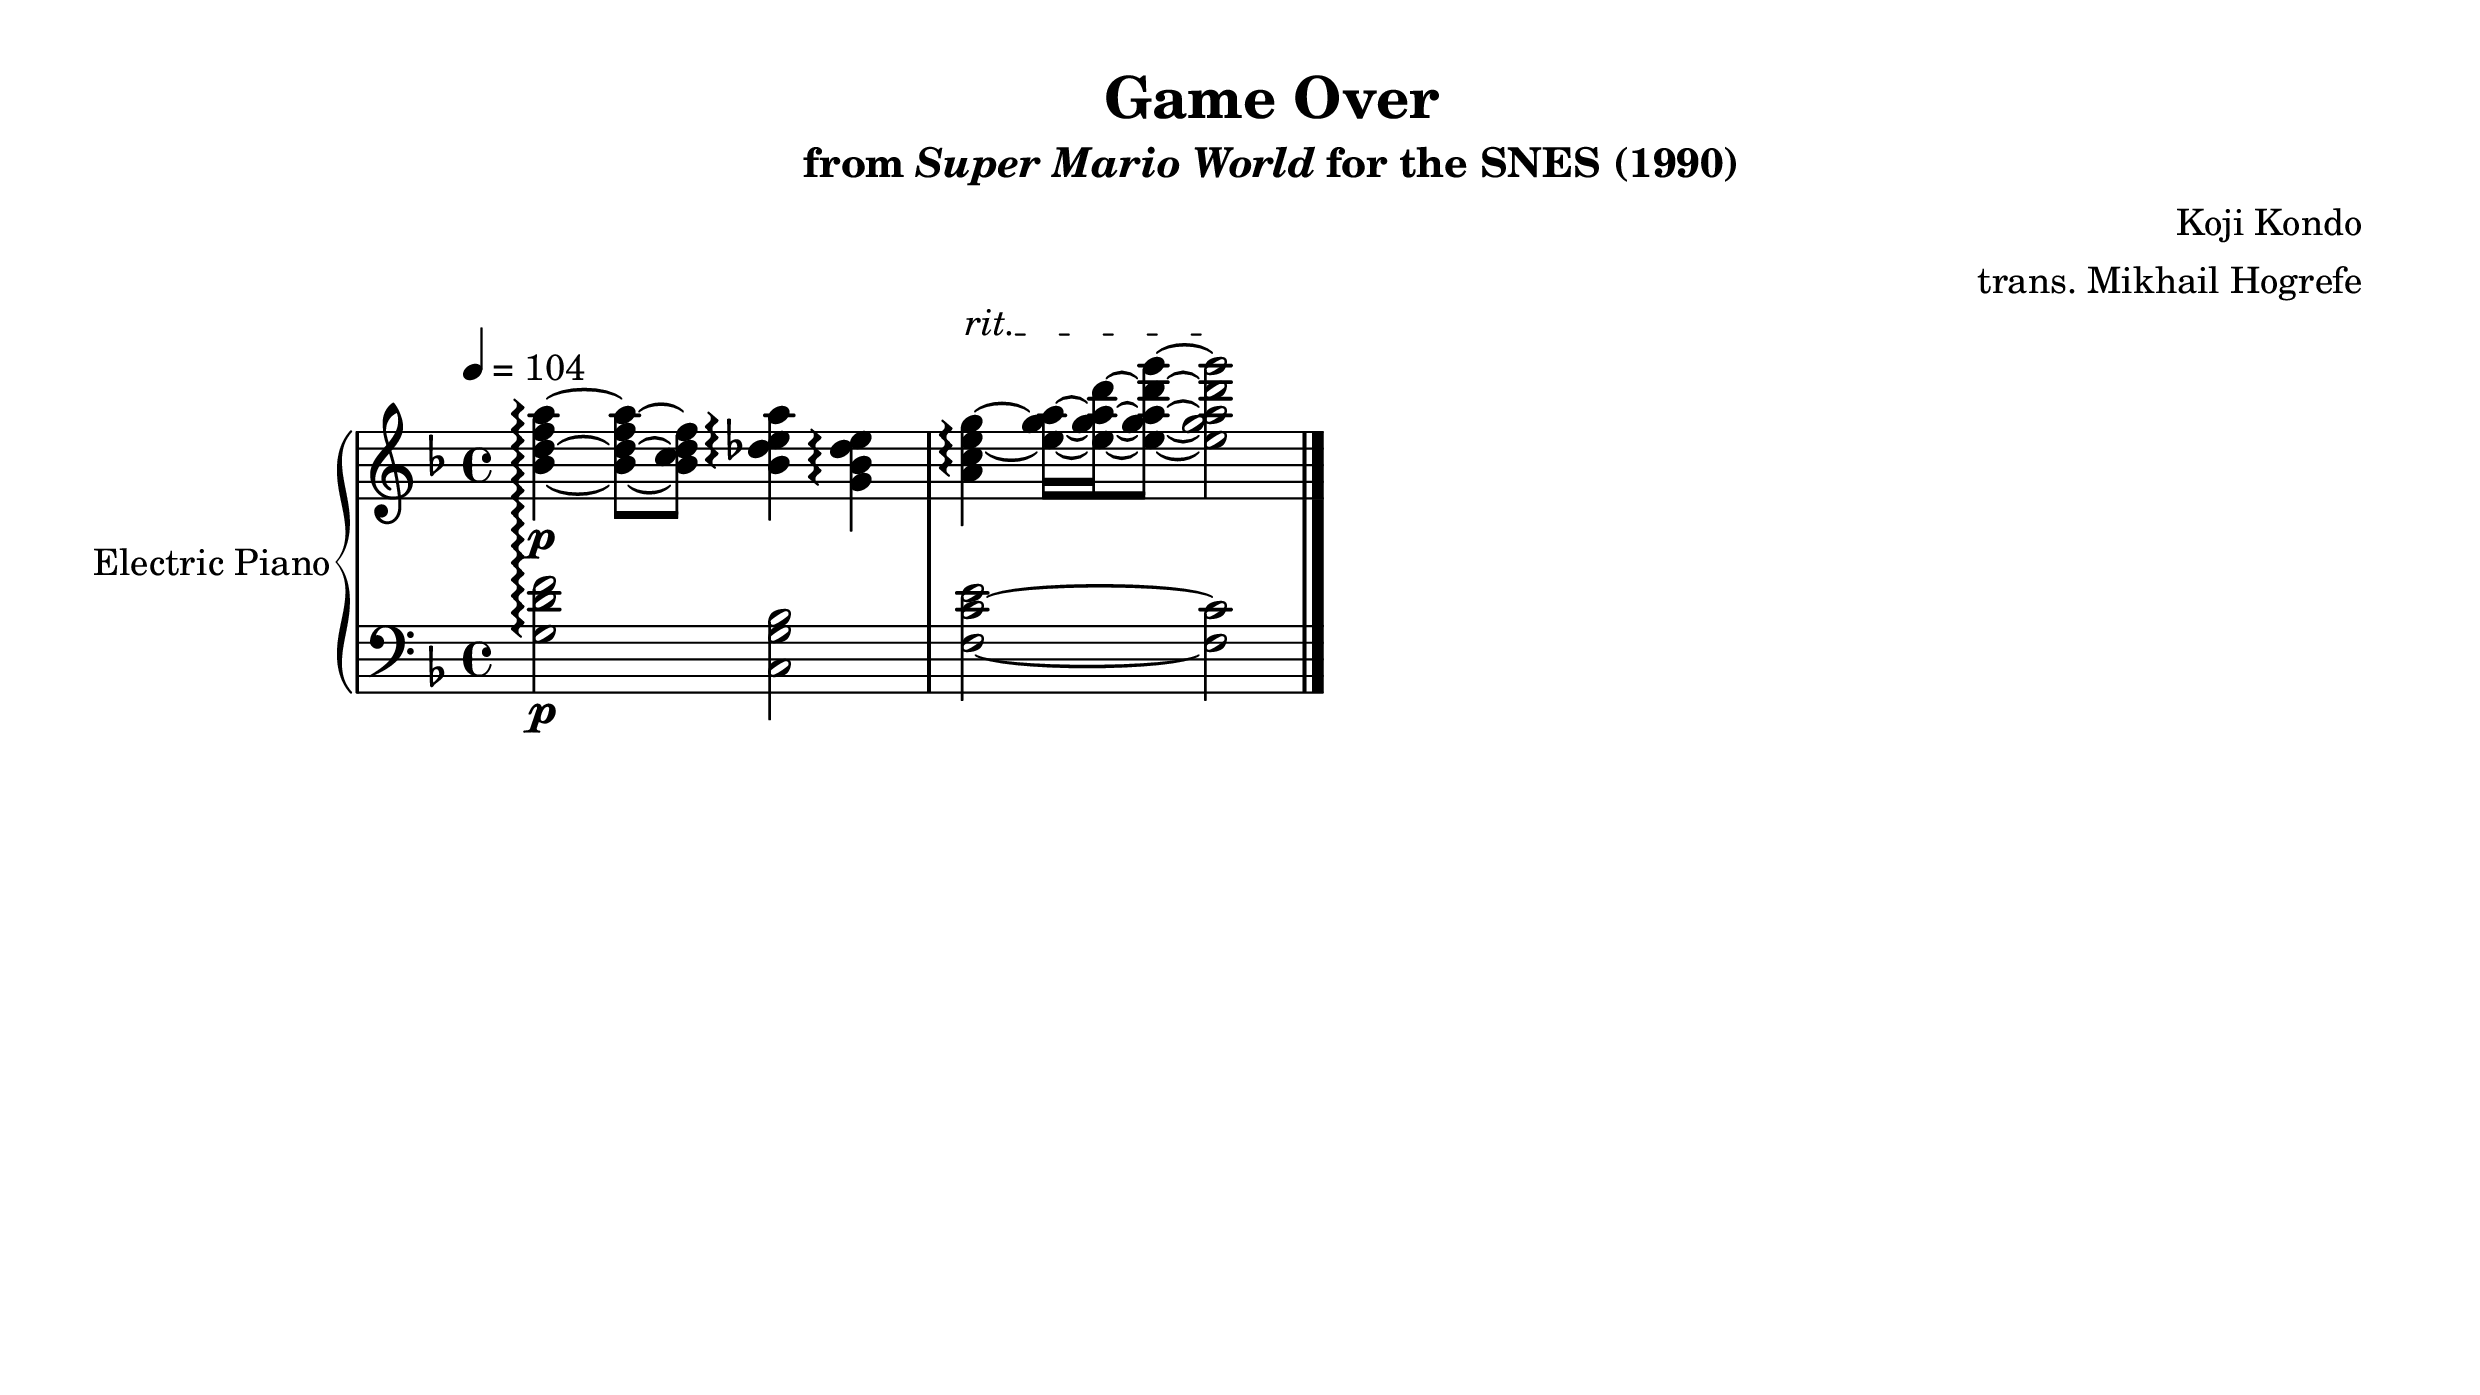 Game Over
from Super Mario World for the SNES (1990)
Koji Kondo
trans. Mikhail Hogrefe
rit.
= 104
p
Electric Piano
p